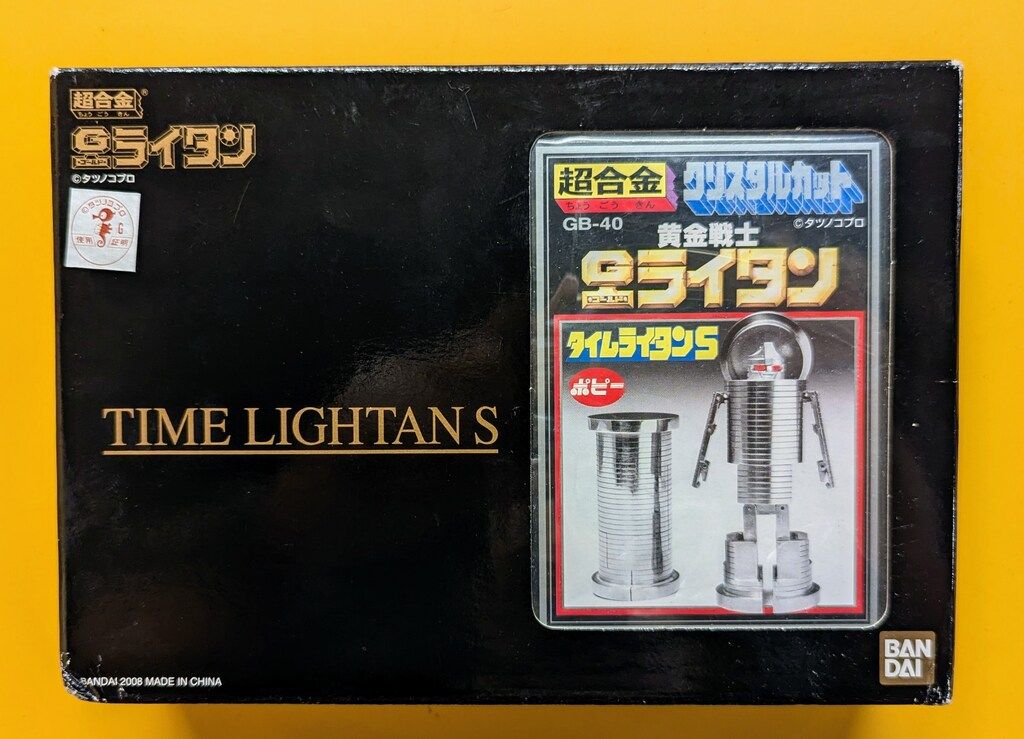 超合金®
ちょうごうきん
Gライタン
ゴールド
©タツノコプロ
©タツノコプロ
G
使用 証明
TIME LIGHTAN S
BANDAI 2008 MADE IN CHINA
超合金
ちょうごうきん
クリスタルカット
GB-40
©タツノコプロ
黄金戦士
Gライタン
ゴールド
タイムライタンS
ポピー
BAN
DAI